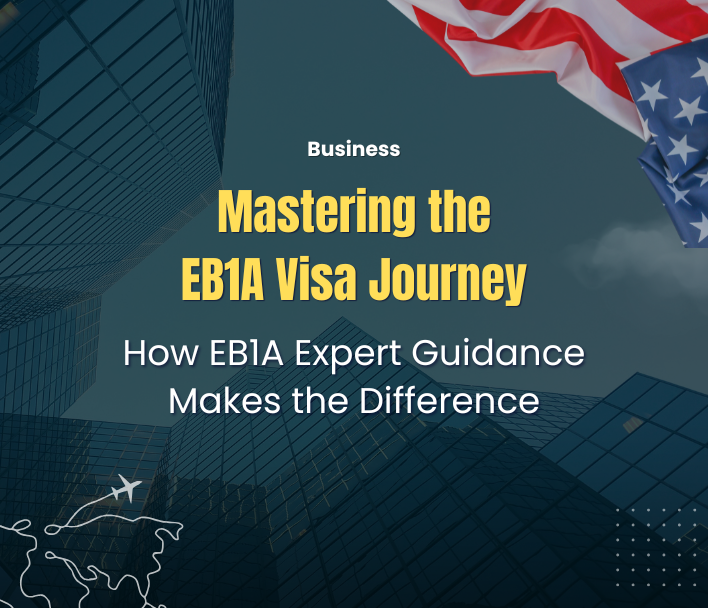 Business
Mastering the
EB1A Visa Journey
How EB1A Expert Guidance
Makes the Difference